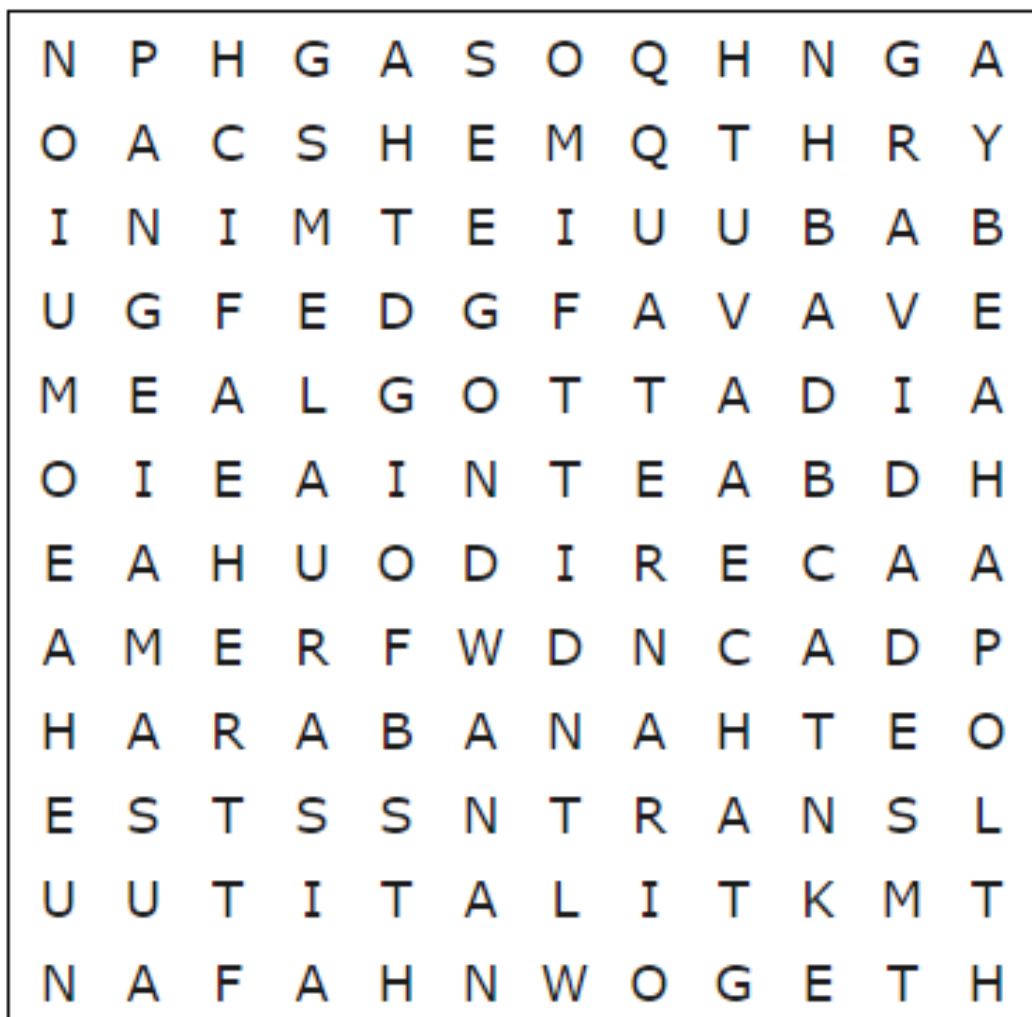 N P H G A S O Q H N G A
O A C S H E M Q T H R Y
I N I M T E I U U B A B
U G F E D G F A V A V E
M E A L G O T T A D I A
O I E A I N T E A B D H
E A H U O D I R E C A A
A M E R F W D N C A D P
H A R A B A N A H T E O
E S T S S N T R A N S L
U U T I T A L I T K M T
N A F A H N W O G E T H